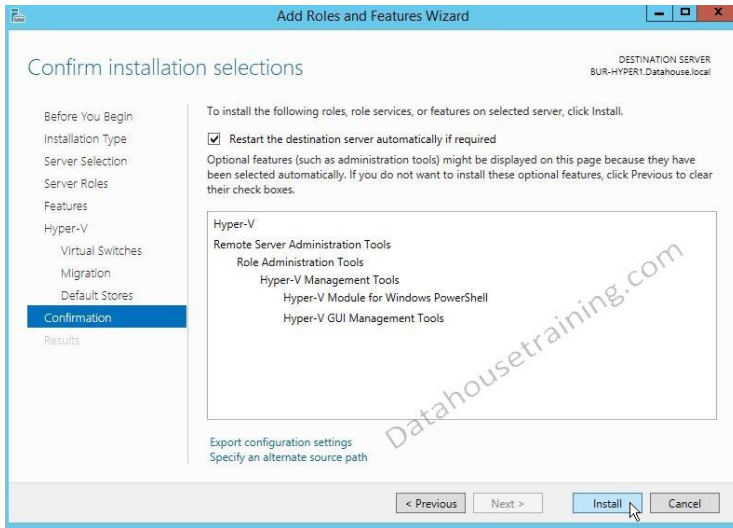 Add Roles and Features Wizard
Confirm installation selections
DESTINATION SERVER
BUR-HYPER1.Datahouse.local
Before You Begin
Installation Type
Server Selection
Server Roles
Features
Hyper-V
Virtual Switches
Migration
Default Stores
Confirmation
Results
To install the following roles, role services, or features on selected server, click Install.
Restart the destination server automatically if required
Optional features (such as administration tools) might be displayed on this page because they have
been selected automatically. If you do not want to install these optional features, click Previous to clear
their check boxes.
Hyper-V
Remote Server Administration Tools
Role Administration Tools
Hyper-V Management Tools
Hyper-V Module for Windows PowerShell
Hyper-V GUI Management Tools
Datahousetraining.com
Export configuration settings
Specify an alternate source path
< Previous
Next >
Install
Cancel